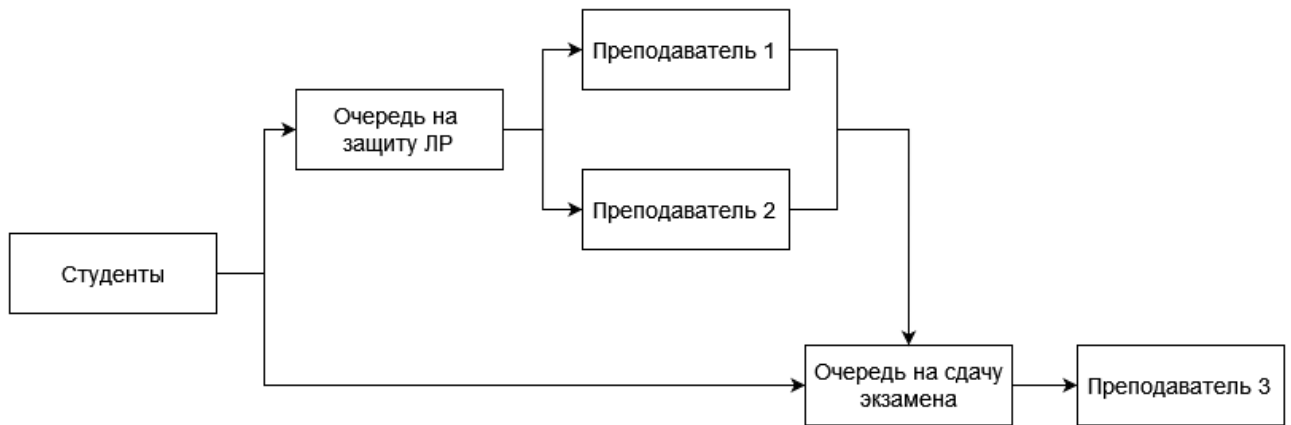 Преподаватель 1
Очередь на
защиту ЛР
Преподаватель 2
Студенты
Очередь на сдачу
экзамена
Преподаватель 3